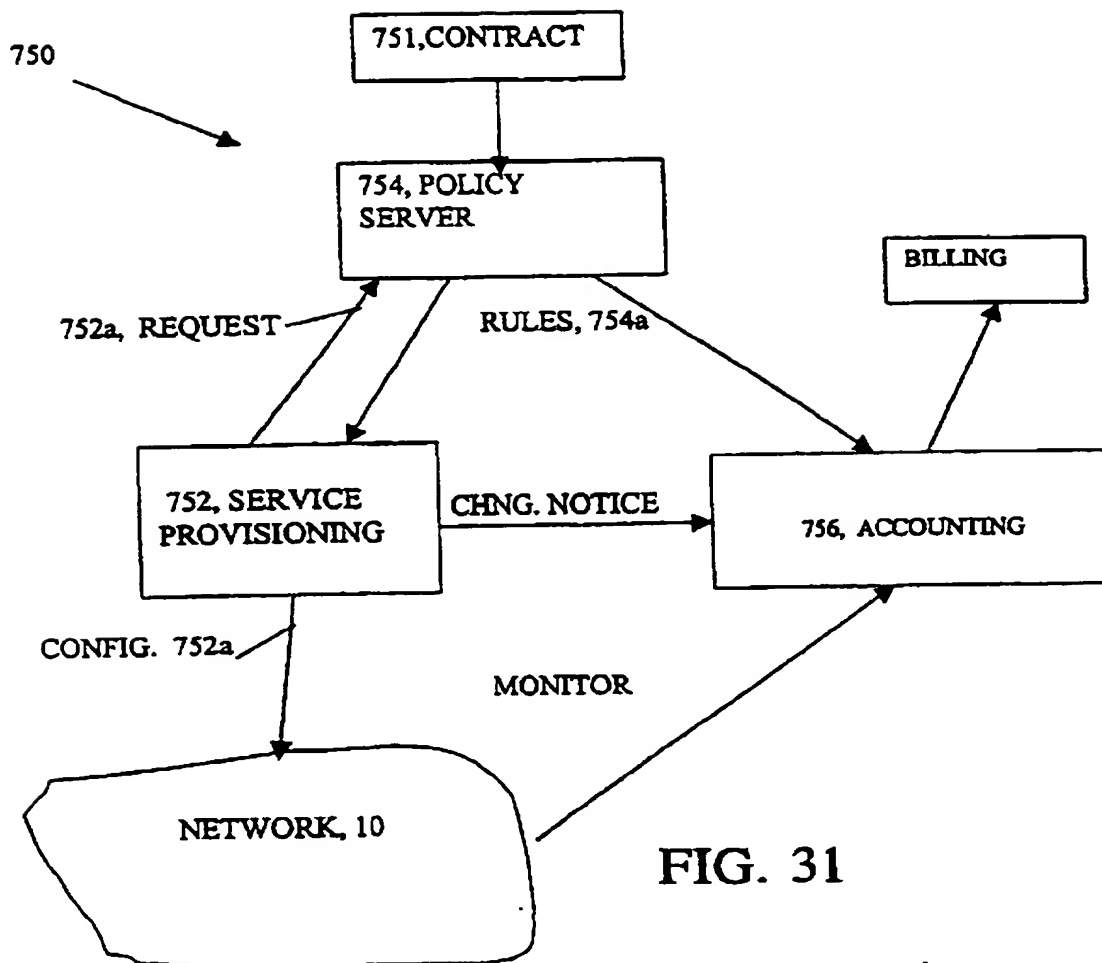 751,CONTRACT
750
754, POLICY
SERVER
BILLING
752a, REQUEST
RULES, 754a
752, SERVICE
PROVISIONING
CHNG. NOTICE
756, ACCOUNTING
CONFIG. 752a
MONITOR
NETWORK, 10
FIG. 31